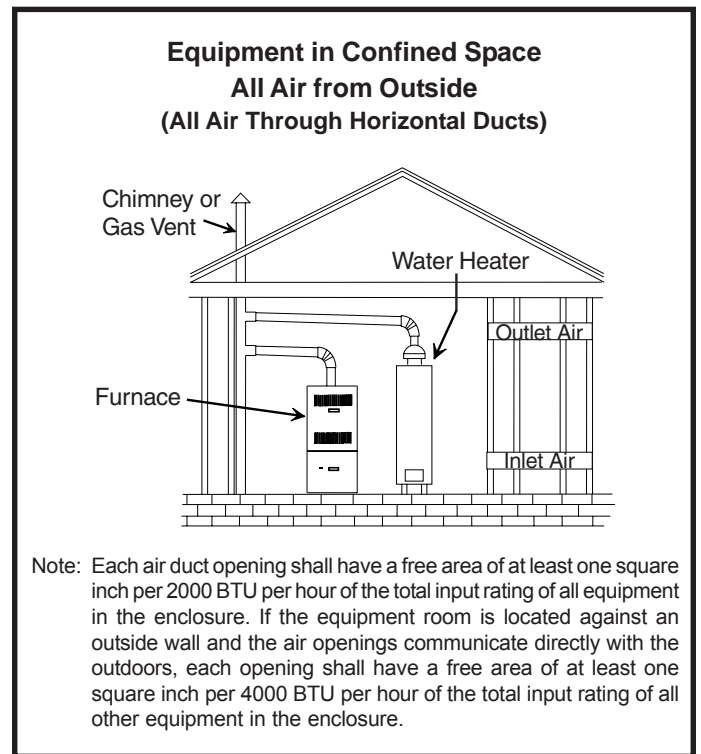 Equipment in Confined Space
All Air from Outside
(All Air Through Horizontal Ducts)
Chimney or
Gas Vent
Water Heater
Outlet Air
Furnace
Inlet Air
Note: Each air duct opening shall have a free area of at least one square
inch per 2000 BTU per hour of the total input rating of all equipment
in the enclosure. If the equipment room is located against an
outside wall and the air openings communicate directly with the
outdoors, each opening shall have a free area of at least one
square inch per 4000 BTU per hour of the total input rating of all
other equipment in the enclosure.